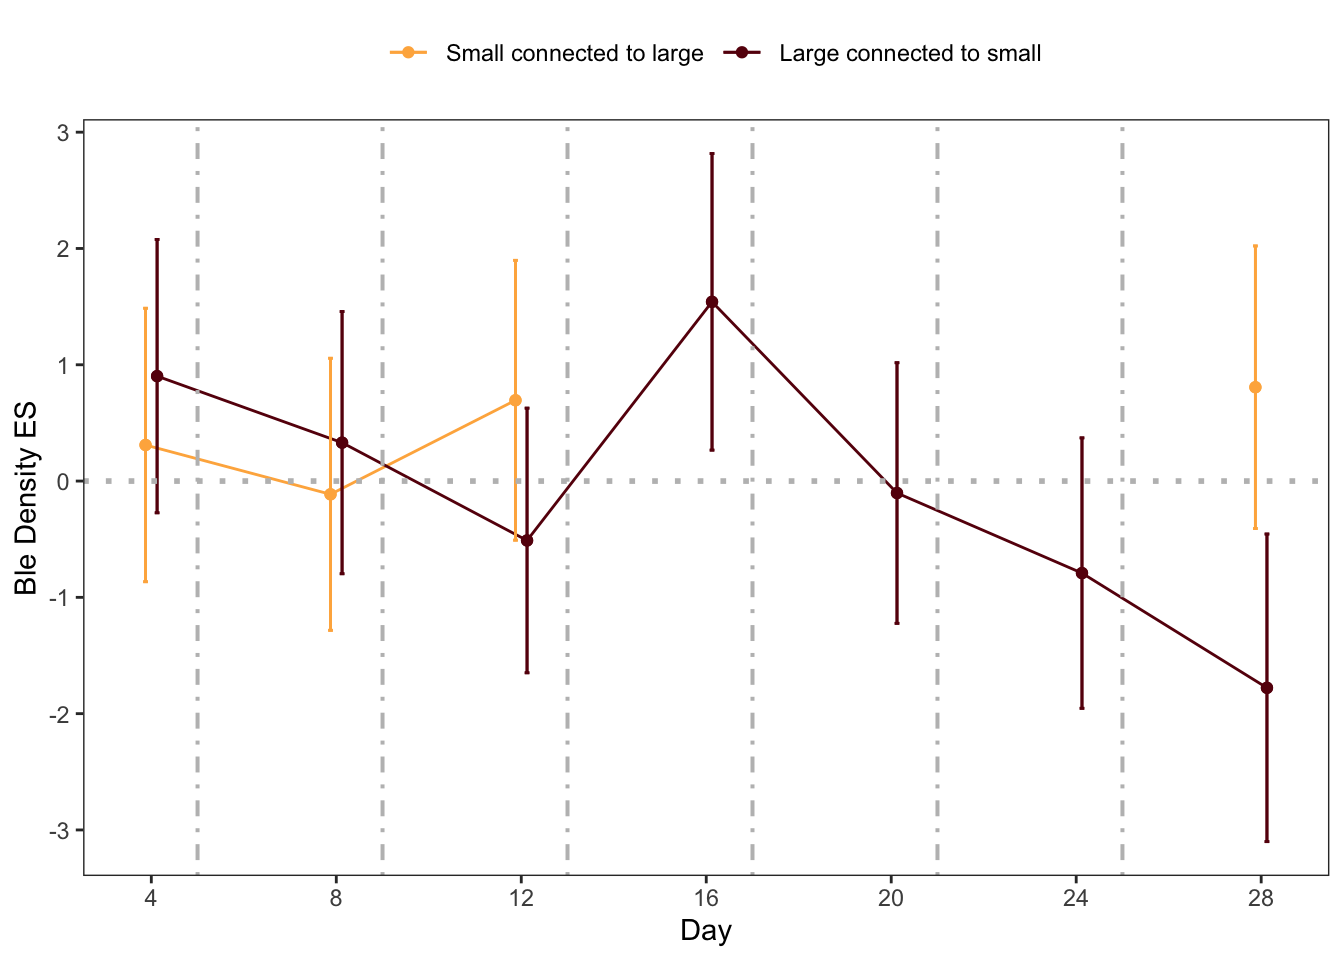 Small connected to large
Large connected to small
Ble Density ES
3
2
1
0
-1
-2
-3
4 8 12 16 20 24 28
Day